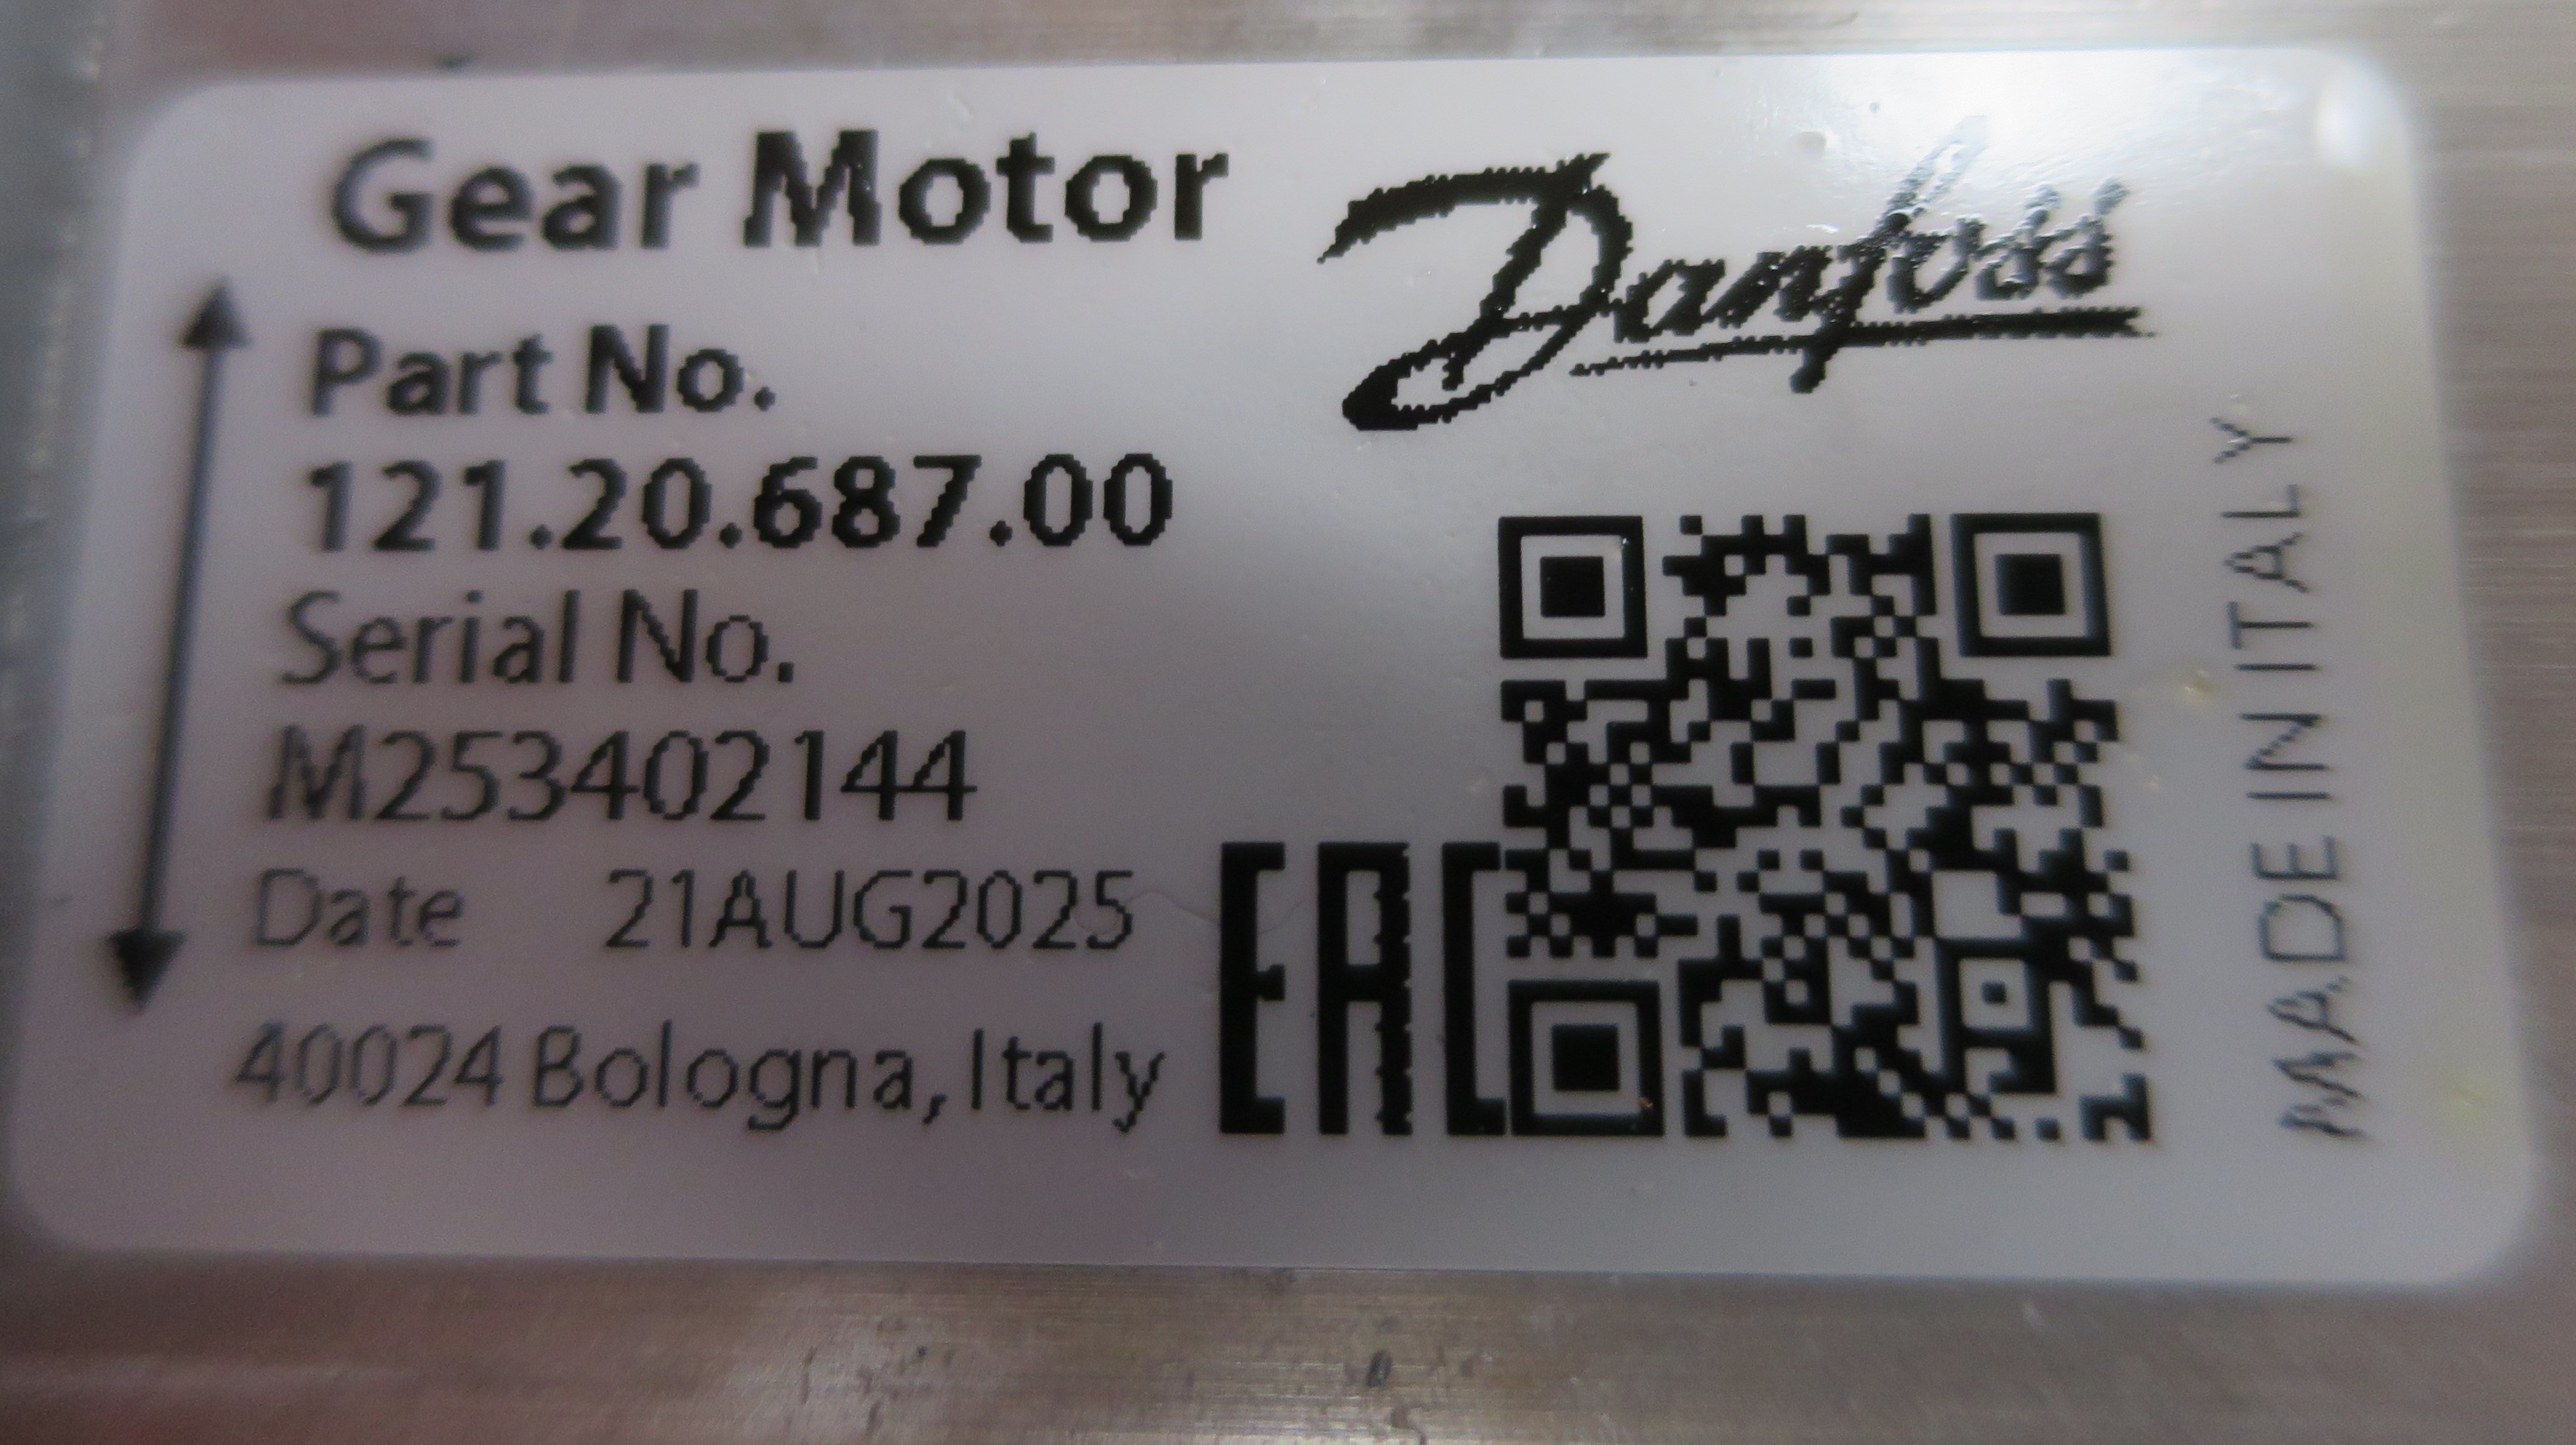 Gear Motor
Danfoss
Part No.
121.20.687.00
Serial No.
M253402144
Date 21AUG2025
40024 Bologna, Italy
EAC
MADE IN ITALY